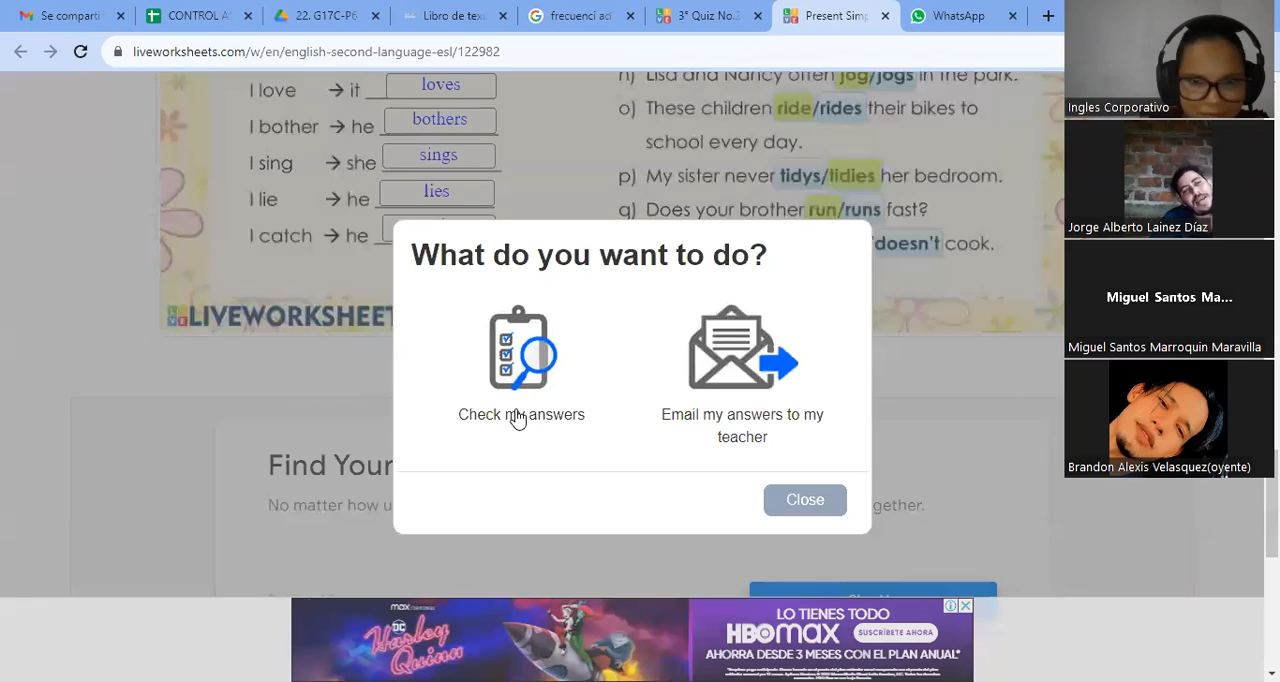 Se comparti
CONTROL A
22. G17C-P6
Libro de tex
frecuenci ad
3° Quiz No.2
Present Simp
WhatsApp
liveworksheets.com/w/en/english-second-language-esl/122982
I love → it loves
I bother → he bothers
I sing → she sings
I lie → he lies
I catch → he
n) Lisa and Nancy often jog/jogs in the park.
o) These children ride/rides their bikes to
school every day.
p) My sister never tidys/tidies her bedroom.
q) Does your brother run/runs fast?
/doesn't cook.
LIVEWORKSHEET
What do you want to do?
Check my answers
Email my answers to my
teacher
Close
Find Your
No matter how u
gether.
max
DC
Harley
Quinn
LO TIENES TODO
HBOmax
SUSCRÍBETE AHORA
AHORA DESDE 3 MESES CON EL PLAN ANUAL*
Ingles Corporativo
Jorge Alberto Lainez Díaz
Miguel Santos Ma...
Miguel Santos Marroquin Maravilla
Brandon Alexis Velasquez(oyente)